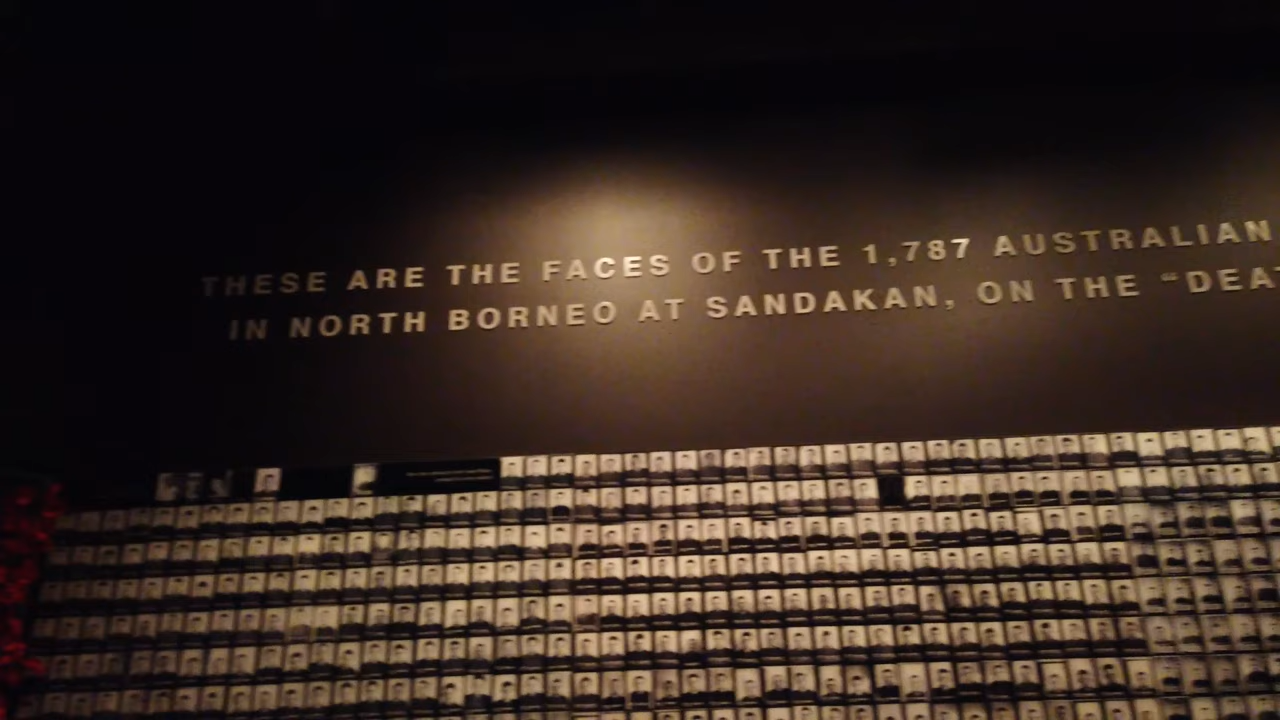 THESE ARE THE FACES OF THE 1,787 AUSTRALIAN
IN NORTH BORNEO AT SANDAKAN, ON THE "DEA